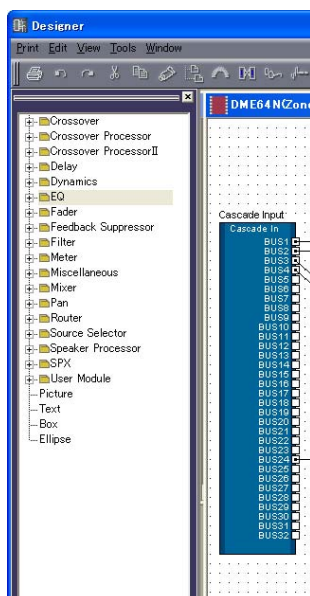 Designer
Print Edit View Tools Window
DME64N(Zone
Crossover
Crossover Processor
Crossover ProcessorII
Delay
Dynamics
EQ
Fader
Feedback Suppressor
Filter
Meter
Miscellaneous
Mixer
Pan
Router
Source Selector
Speaker Processor
SPX
User Module
Picture
Text
Box
Ellipse
Cascade Input
Cascade In
BUS1
BUS2
BUS3
BUS4
BUS5
BUS6
BUS7
BUS8
BUS9
BUS10
BUS11
BUS12
BUS13
BUS14
BUS15
BUS16
BUS17
BUS18
BUS19
BUS20
BUS21
BUS22
BUS23
BUS24
BUS25
BUS26
BUS27
BUS28
BUS29
BUS30
BUS31
BUS32